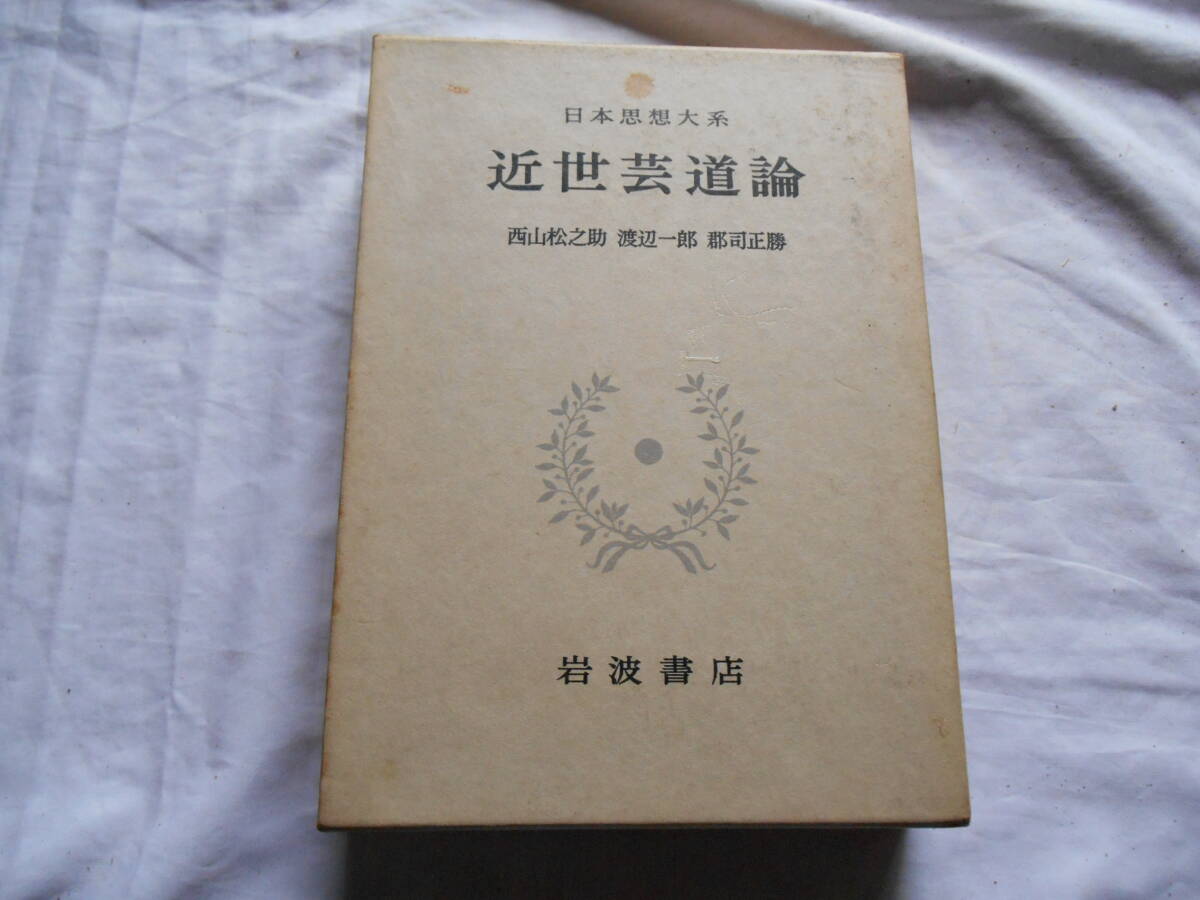 日本思想大系
近世芸道論
西山松之助 渡辺一郎 郡司正勝
岩波書店